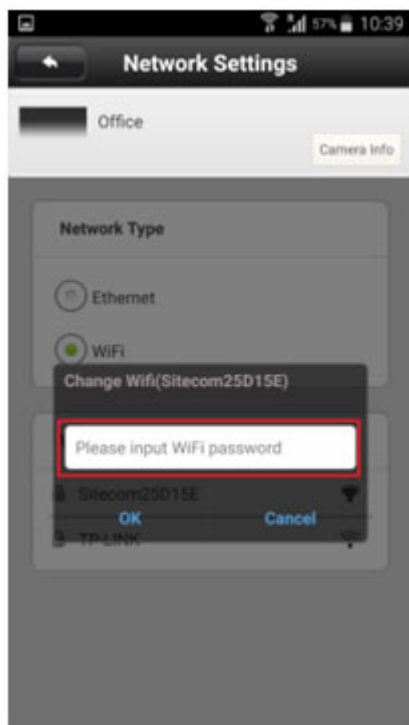 57% 10:39
Network Settings
Office
Camera Info
Network Type
Ethernet
WiFi
Change Wifi(Sitecom25D15E)
Please input WiFi password
Sitecom25D15E
OK Cancel
TP-LINK